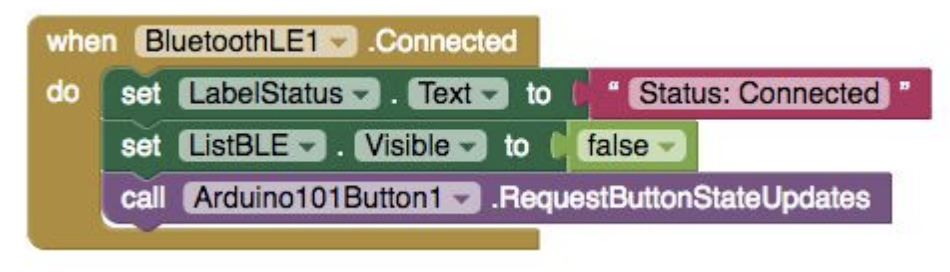 when BluetoothLE1 .Connected
do set LabelStatus . Text to " Status: Connected "
set ListBLE . Visible to false
call Arduino101Button1 .RequestButtonStateUpdates